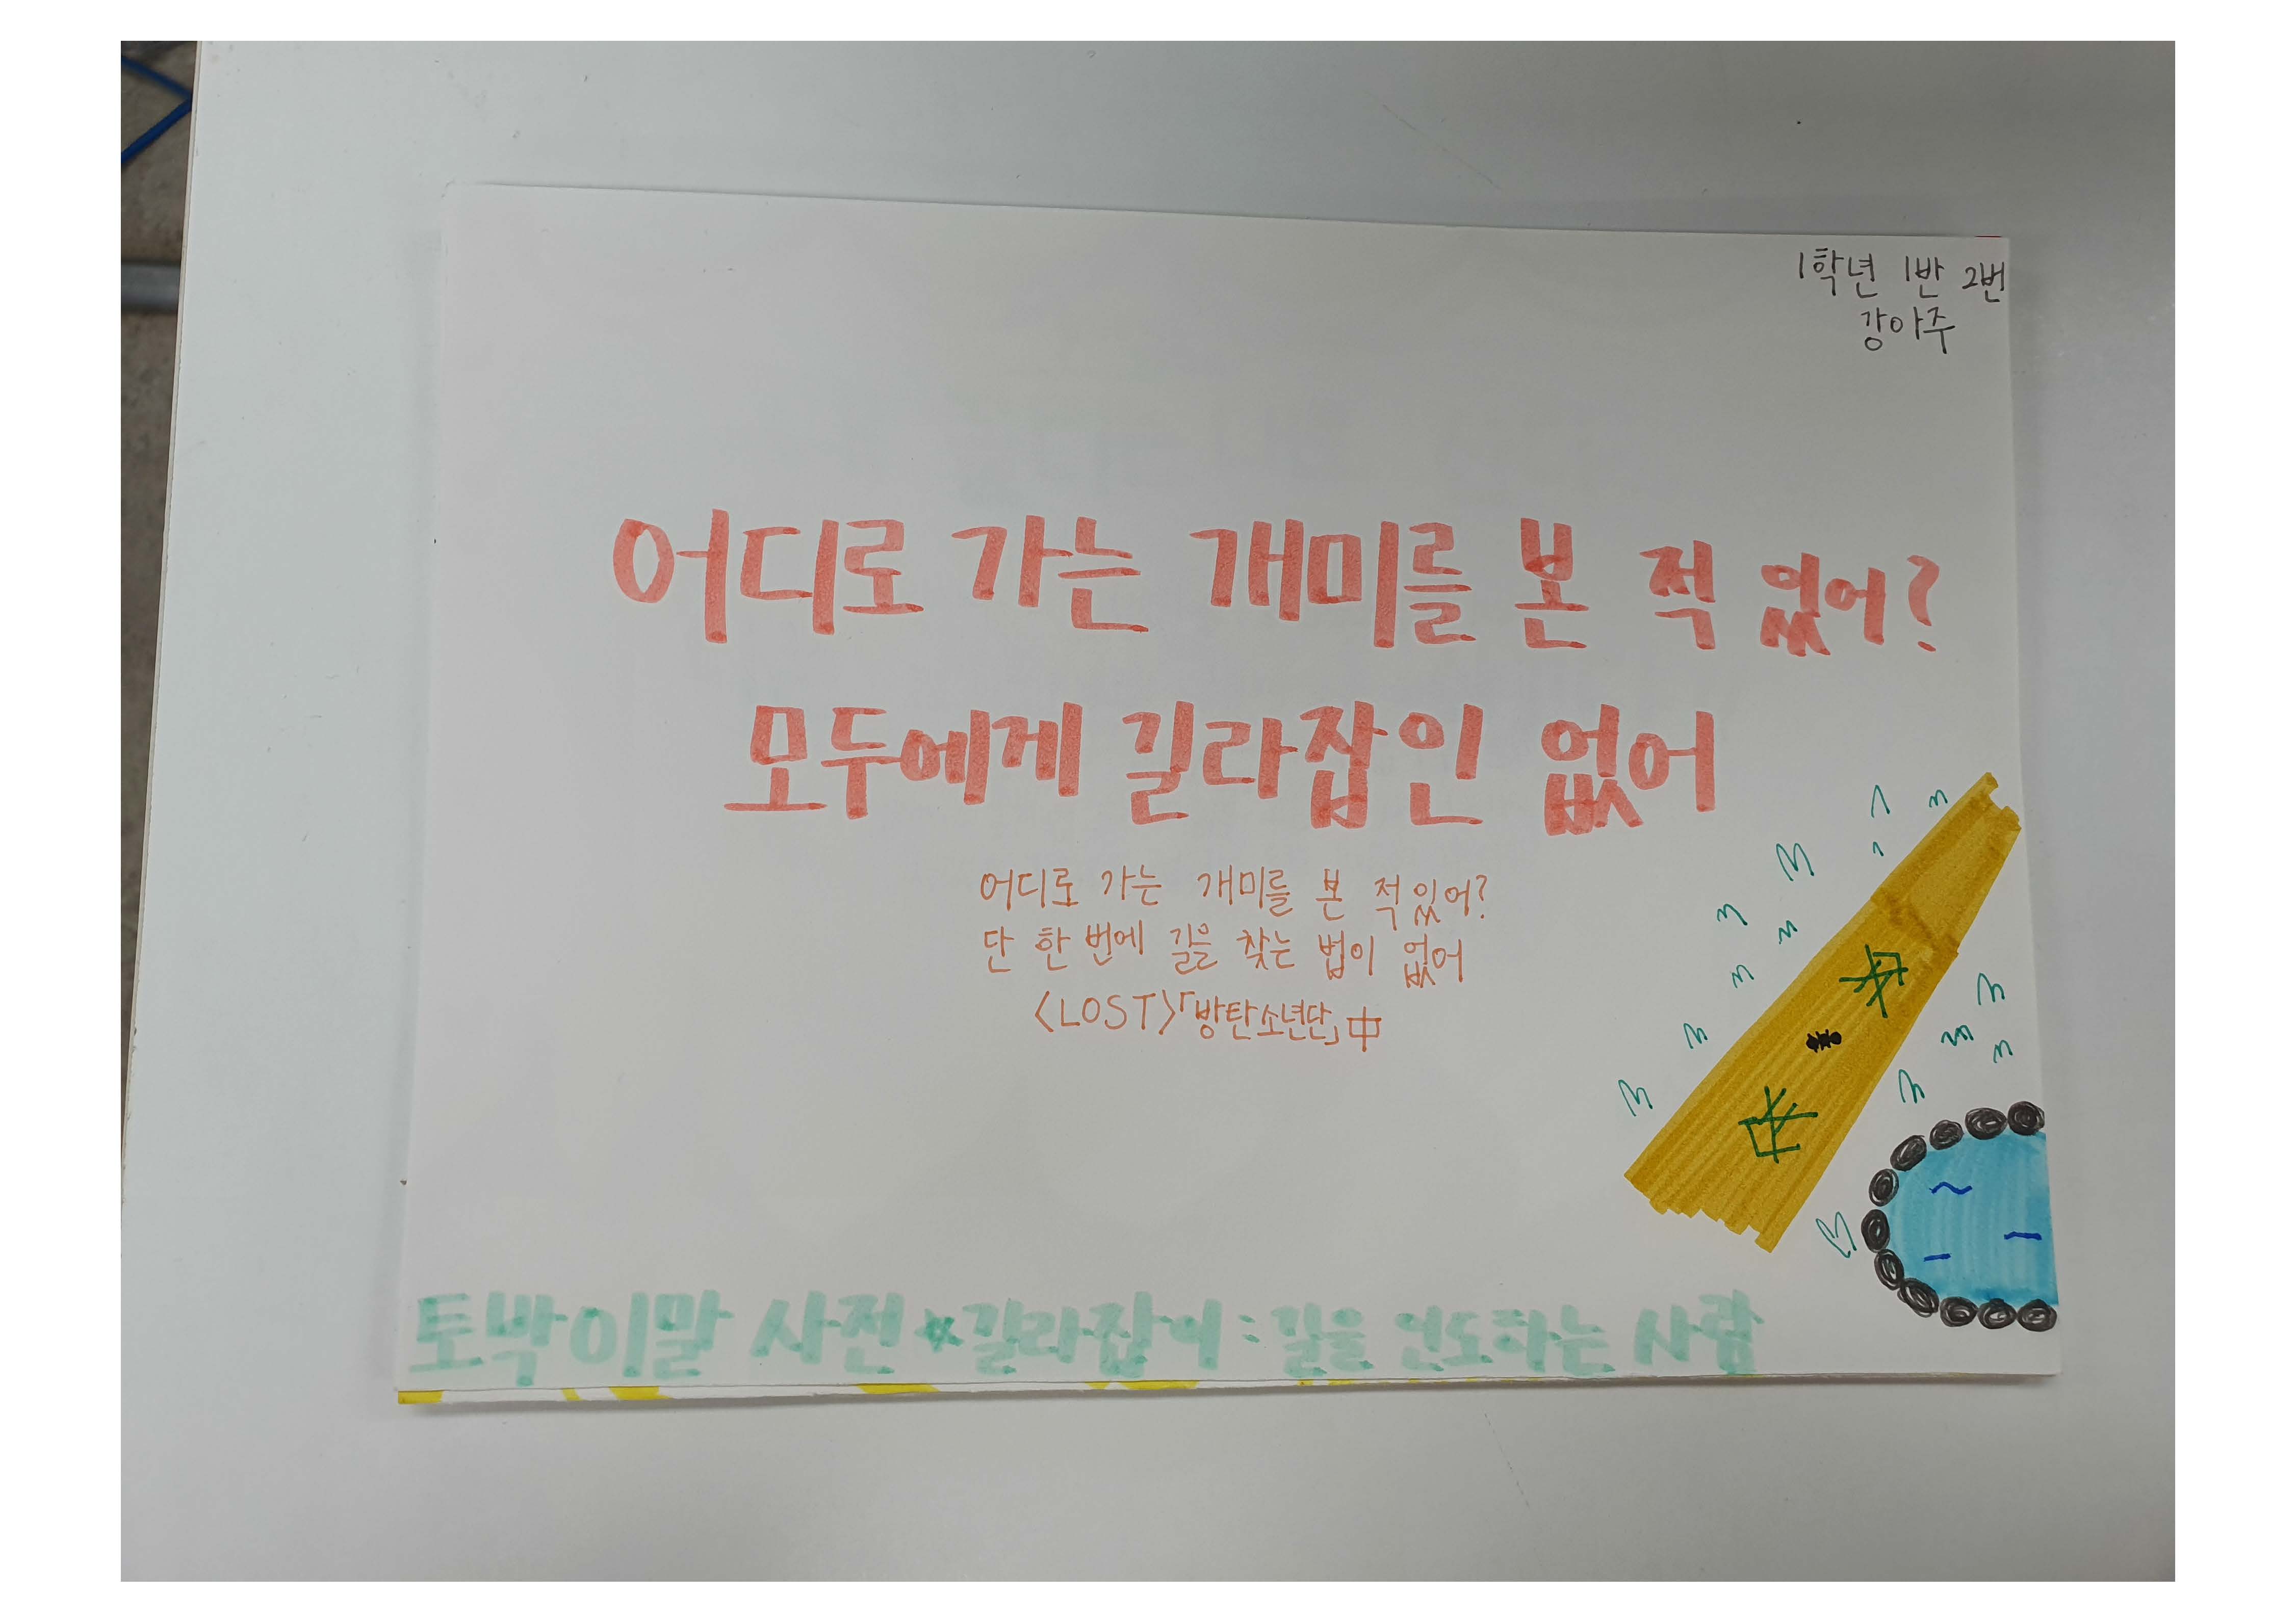 1학년 1반 2번
강아주
어디로 가는 개미를 본 적 있어?
모두에게 길라잡인 없어
어디로 가는 개미를 본 적 있어?
단 한 번에 길을 찾는 법이 없어
<LOST>「방탄소년단」中
토박이말 사전 ★길라잡이 : 길을 인도하는 사람